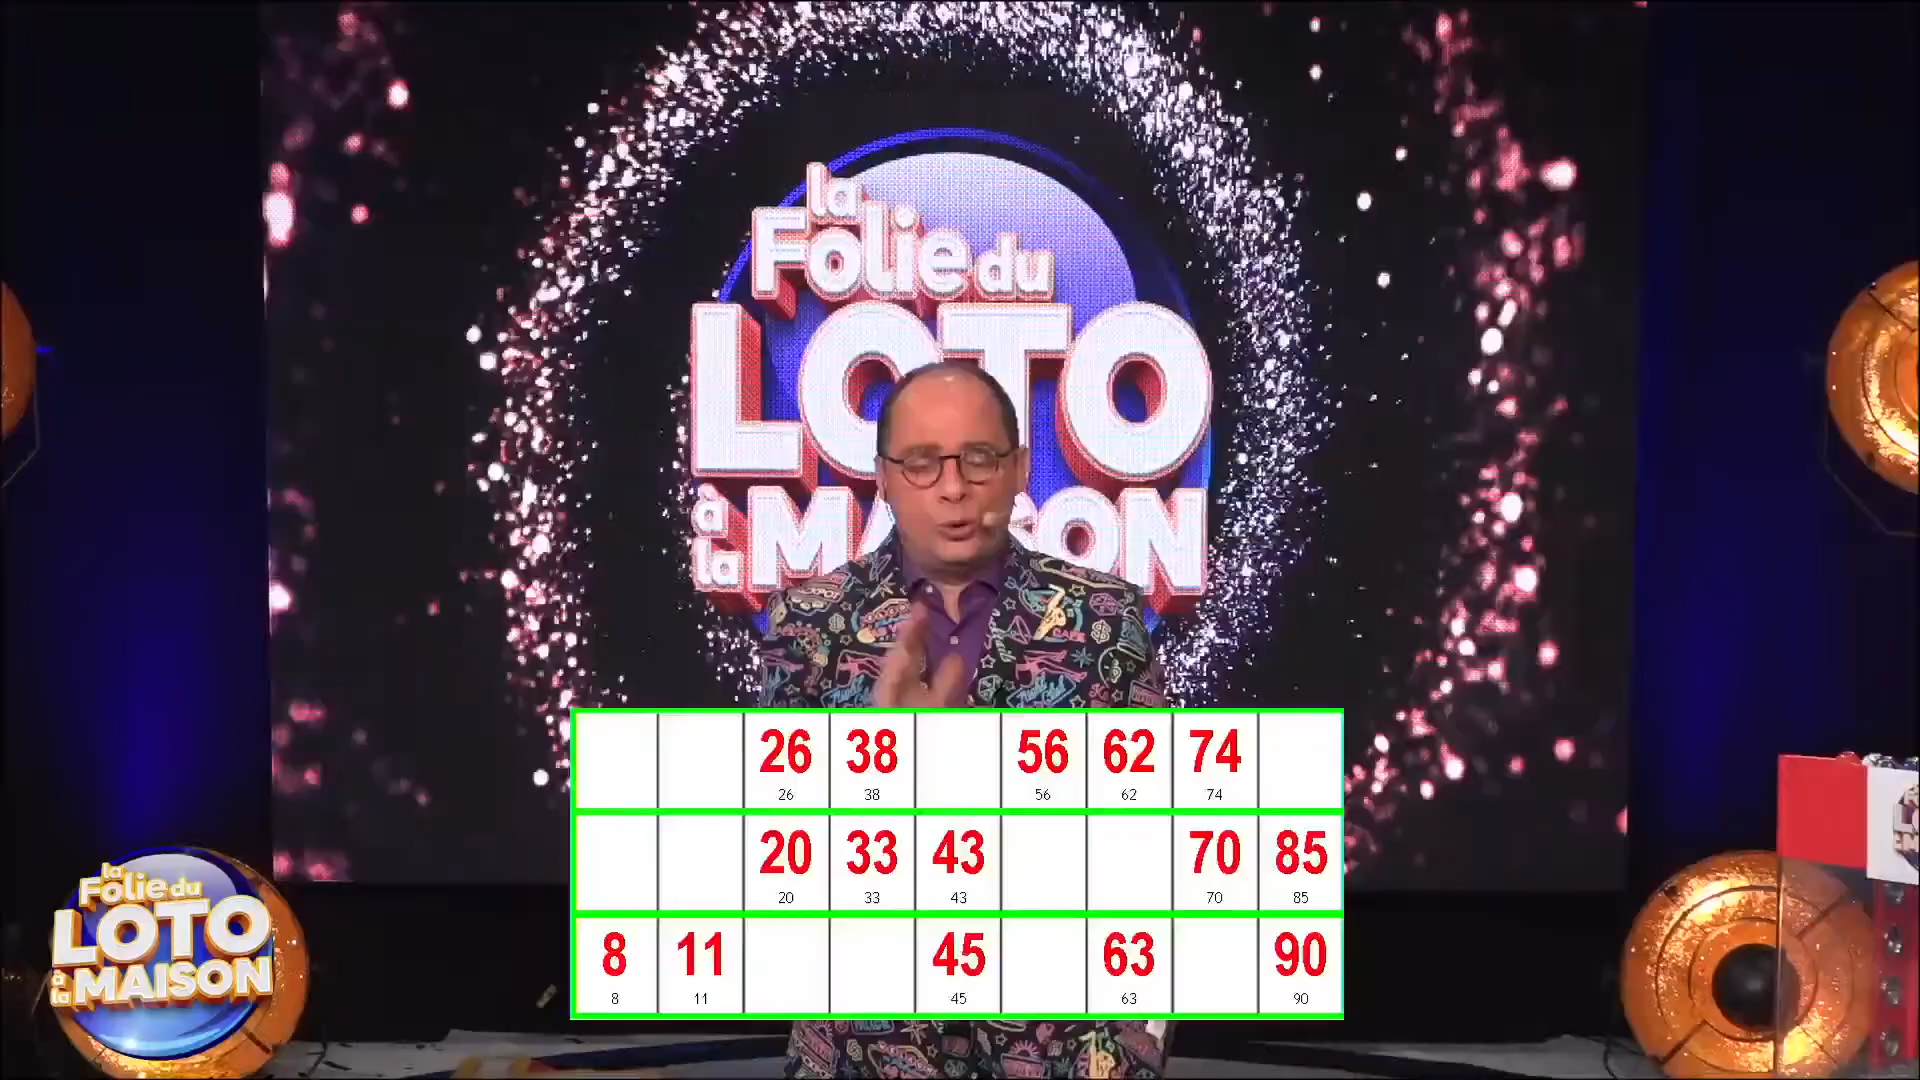 la
Folie du
LOTO
à la MAISON
26 38 56 62 74
26 38 56 62 74
20 33 43 70 85
20 33 43 70 85
8 11 45 63 90
8 11 45 63 90
la
Folie du
LOTO
à la MAISON